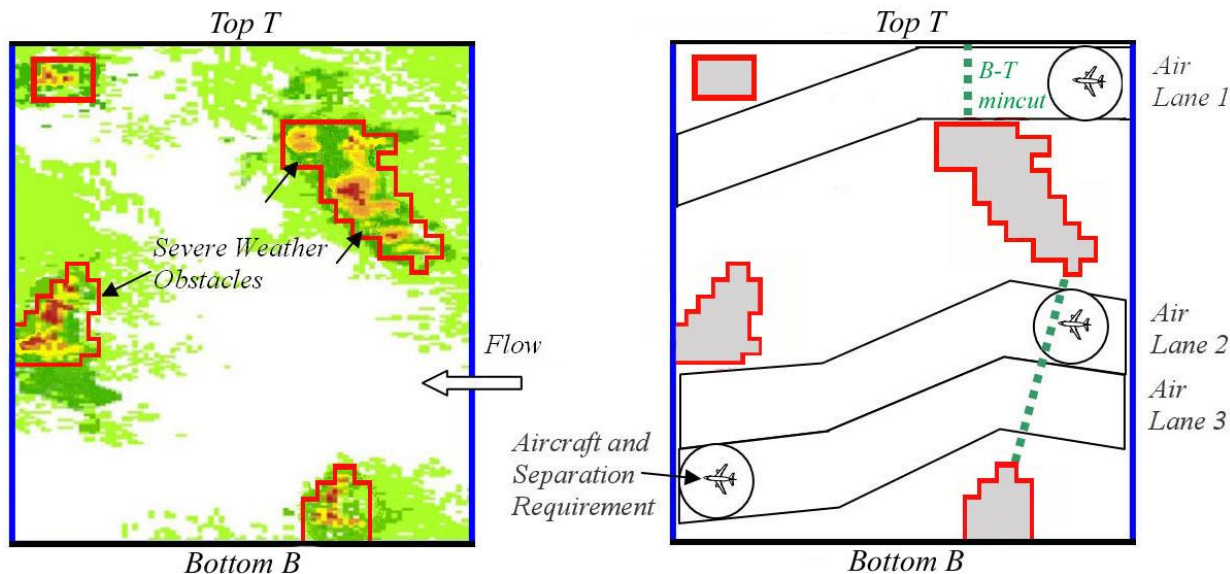 Top T
Severe Weather
Obstacles
Flow
Bottom B
Top T
B-T
mincut
Air
Lane 1
Air
Lane 2
Air
Lane 3
Aircraft and
Separation
Requirement
Bottom B